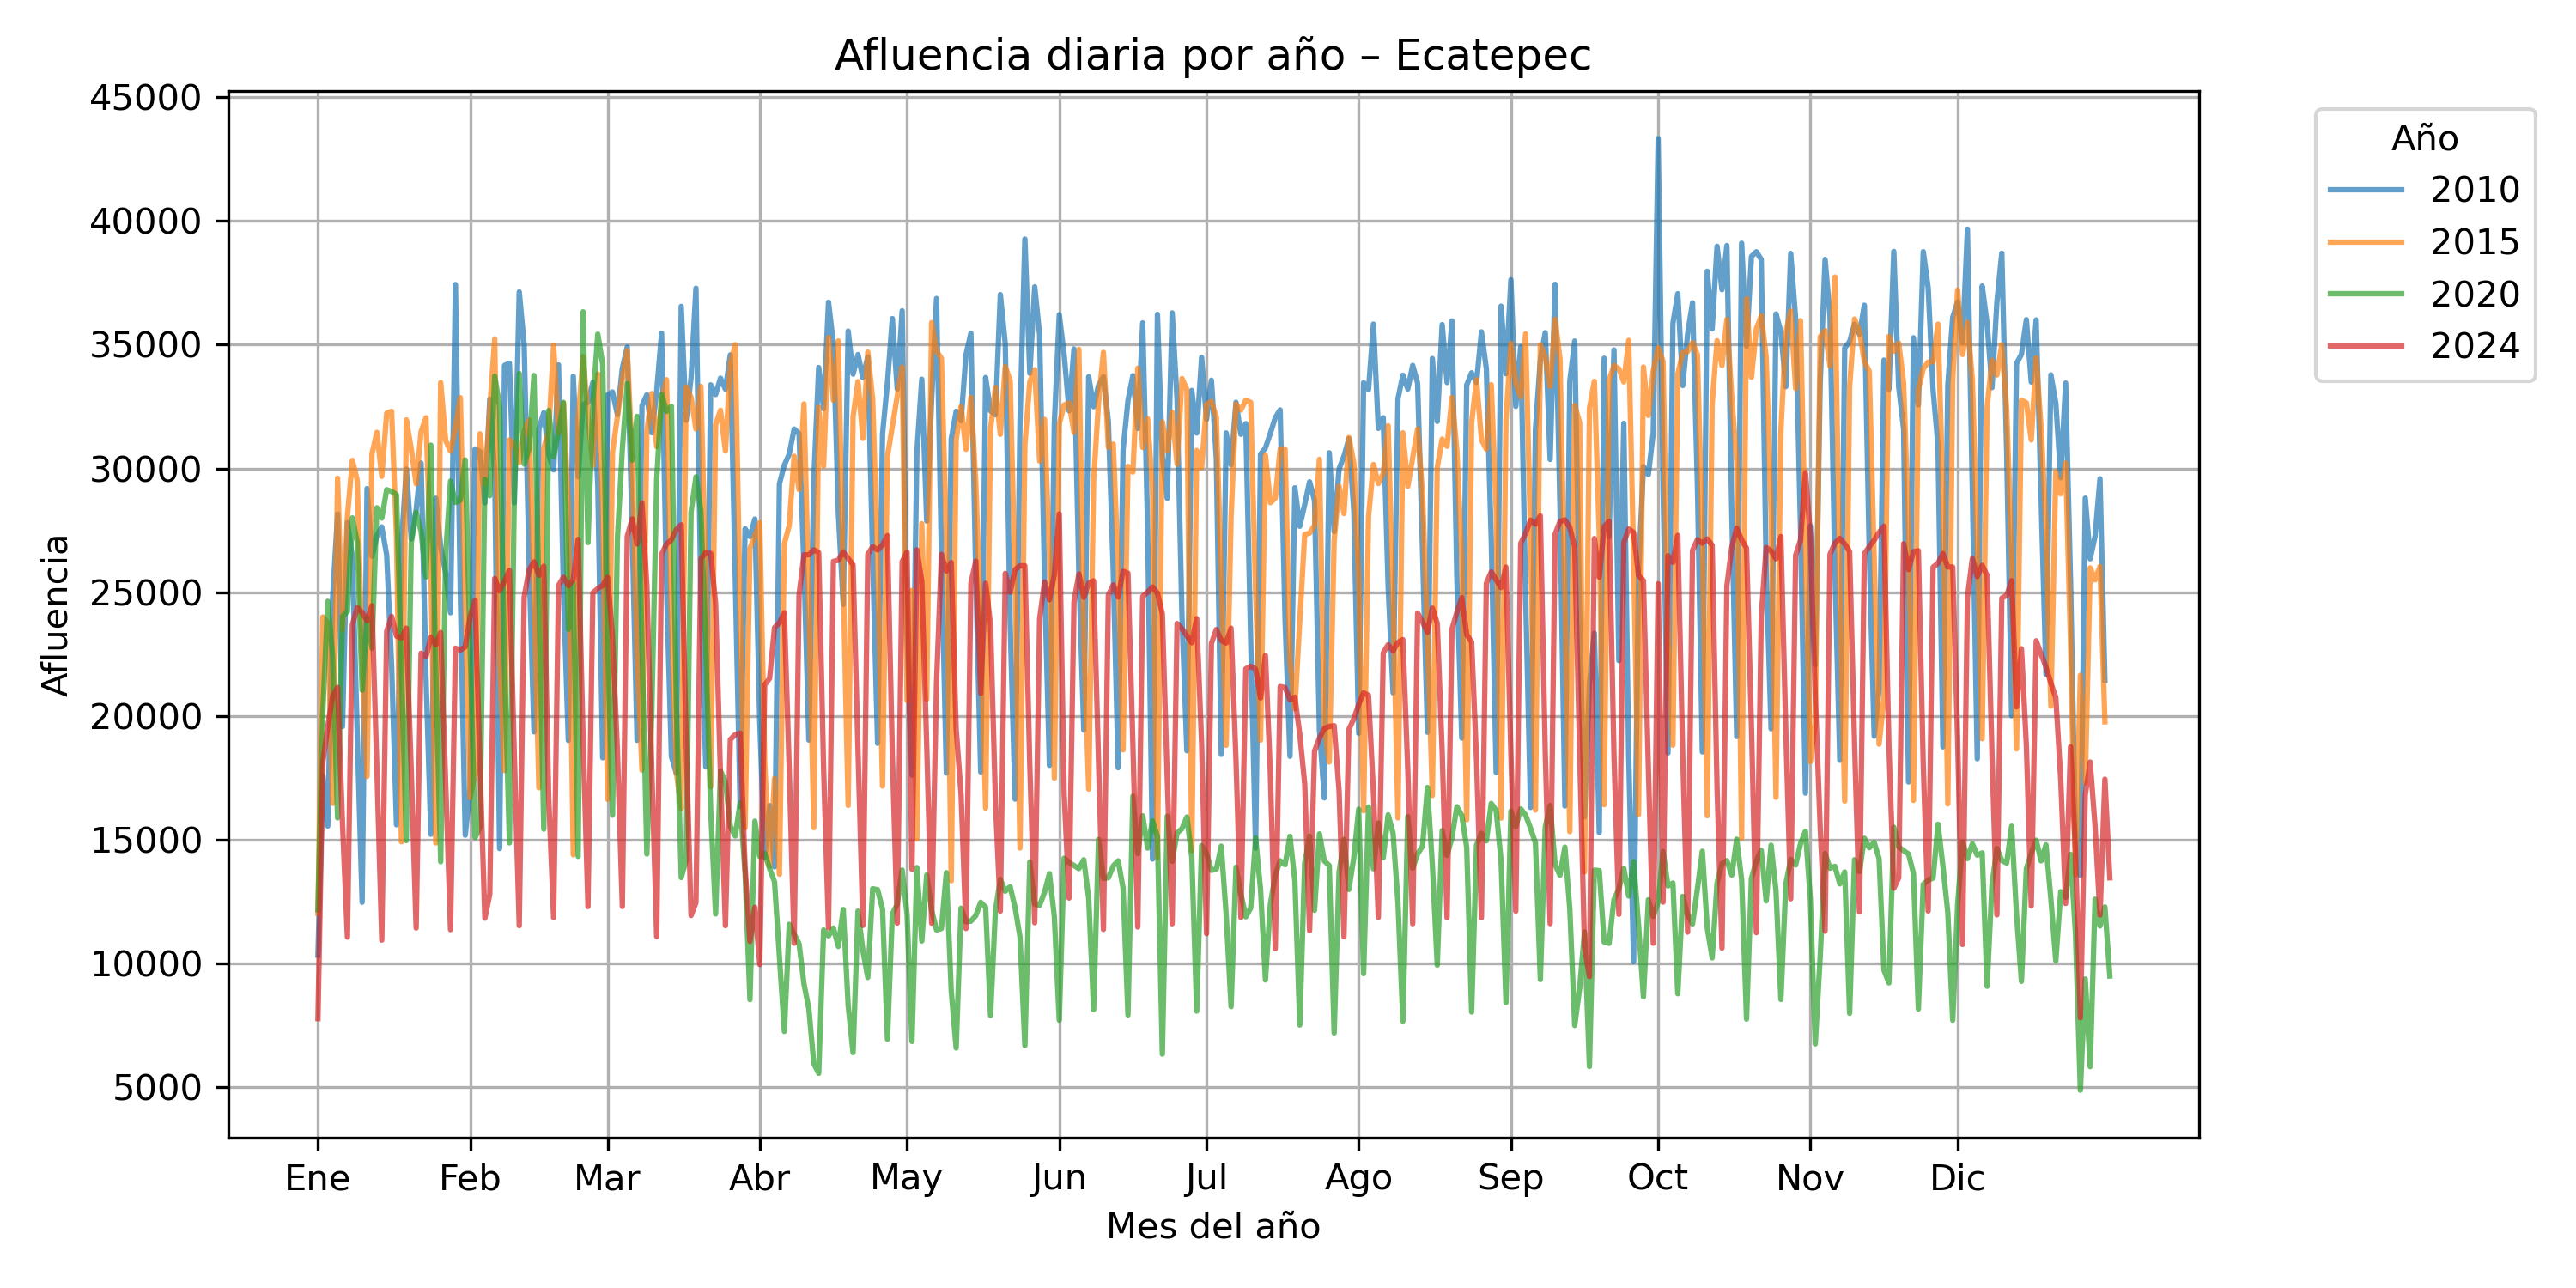 Afluencia diaria por año – Ecatepec
45000
40000
35000
30000
25000
20000
15000
10000
5000
Afluencia
Ene Feb Mar Abr May Jun Jul Ago Sep Oct Nov Dic
Mes del año
Año
2010
2015
2020
2024